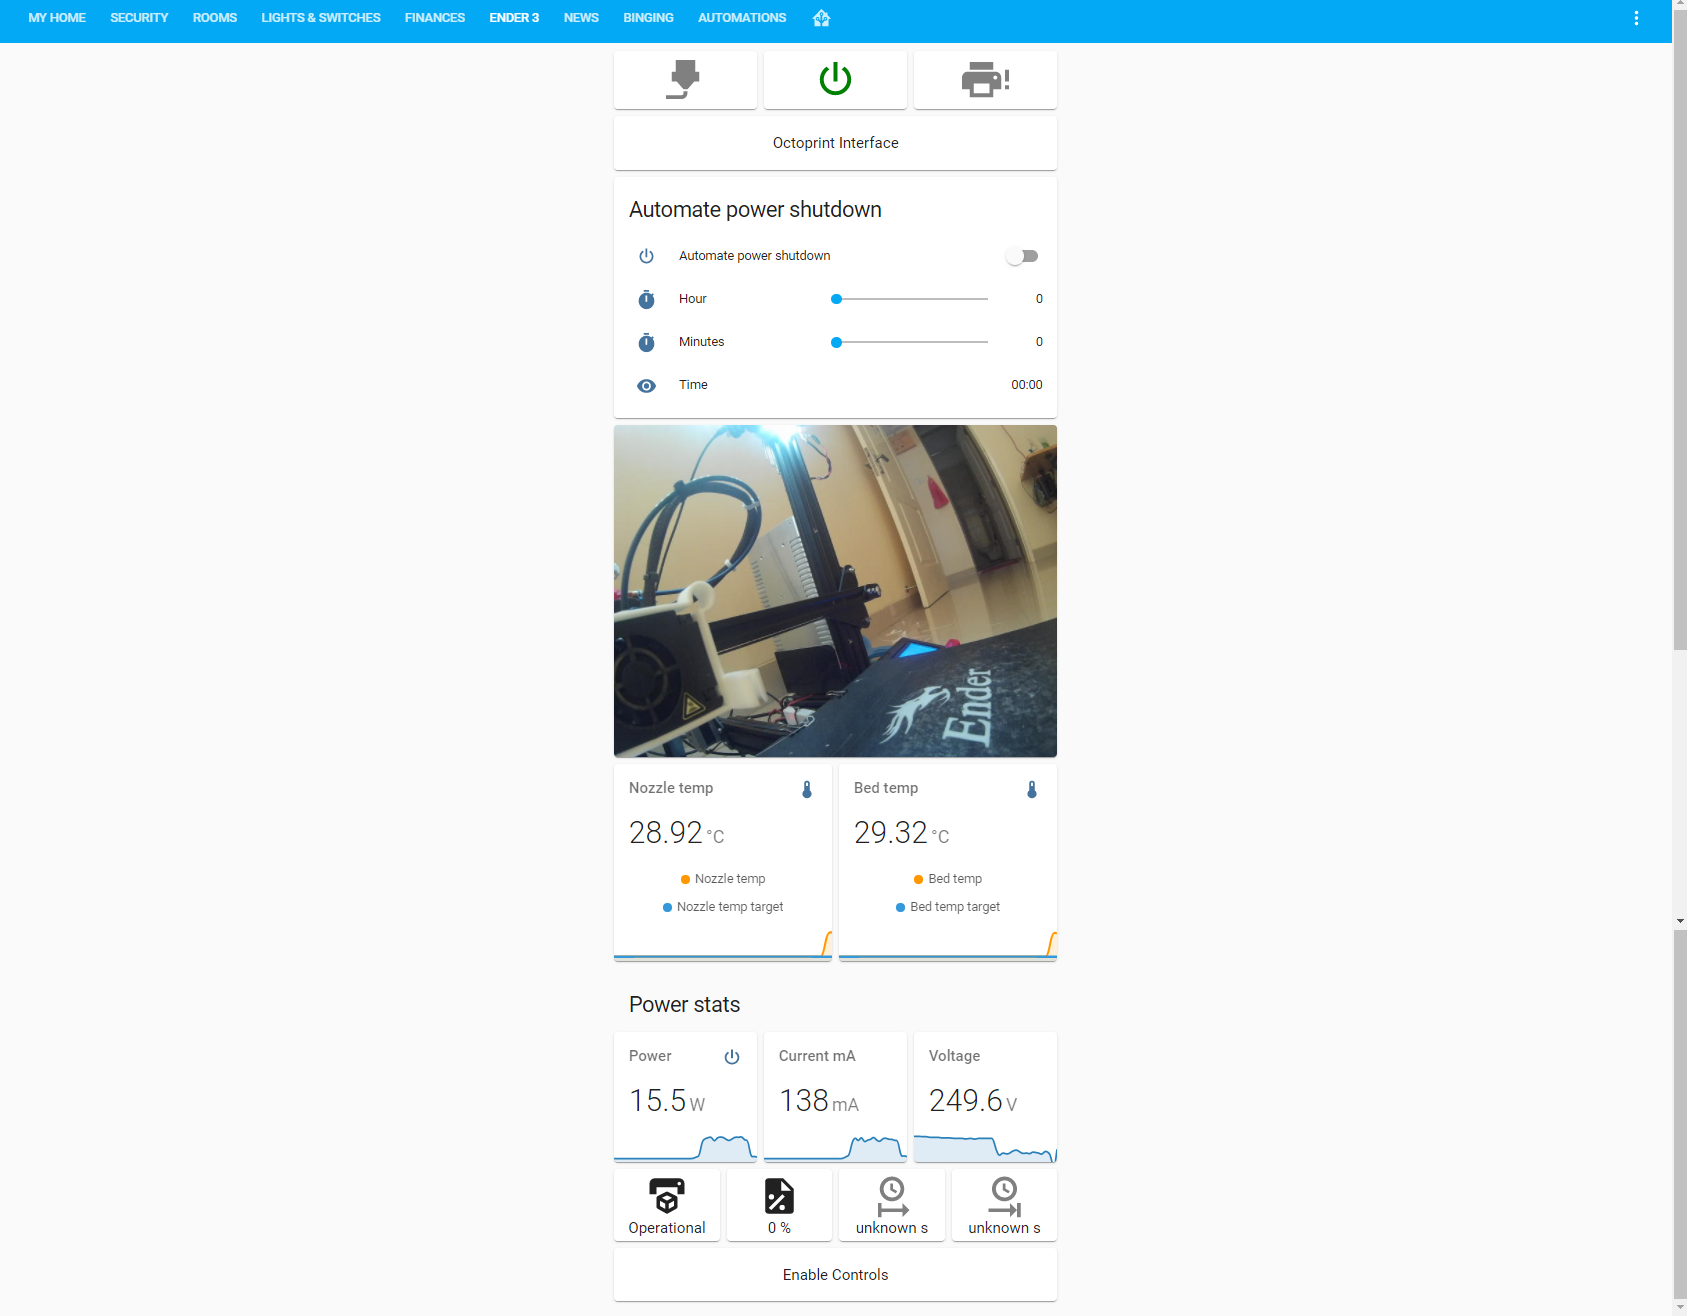 MY HOME SECURITY ROOMS LIGHTS & SWITCHES FINANCES ENDER 3 NEWS BINGING AUTOMATIONS
Octoprint Interface
Automate power shutdown
Automate power shutdown
Hour 0
Minutes 0
Time 00:00
Ender
Nozzle temp
28.92 °C
Nozzle temp
Nozzle temp target
Bed temp
29.32 °C
Bed temp
Bed temp target
Power stats
Power
15.5 W
Current mA
138 mA
Voltage
249.6 V
Operational
0 %
unknown s
unknown s
Enable Controls